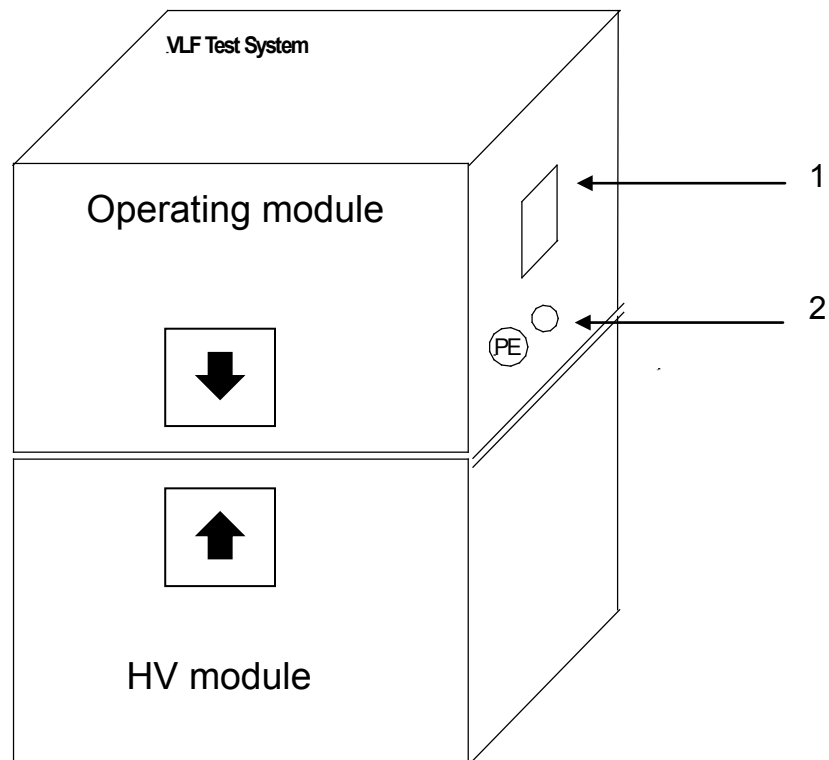 VLF Test System
1
Operating module
2
PE
HV module